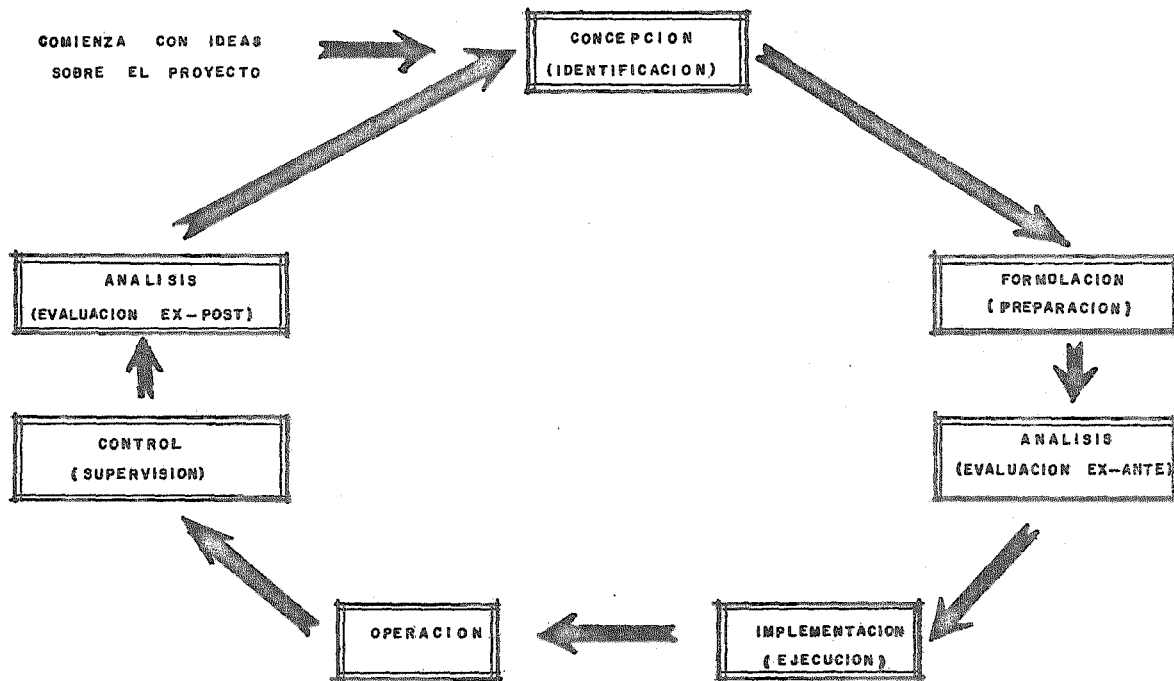 COMIENZA CON IDEAS
SOBRE EL PROYECTO
CONCEPCION
(IDENTIFICACION)
FORMULACION
(PREPARACION)
ANALISIS
(EVALUACION EX-ANTE)
IMPLEMENTACION
(EJECUCION)
OPERACION
CONTROL
(SUPERVISION)
ANALISIS
(EVALUACION EX-POST)